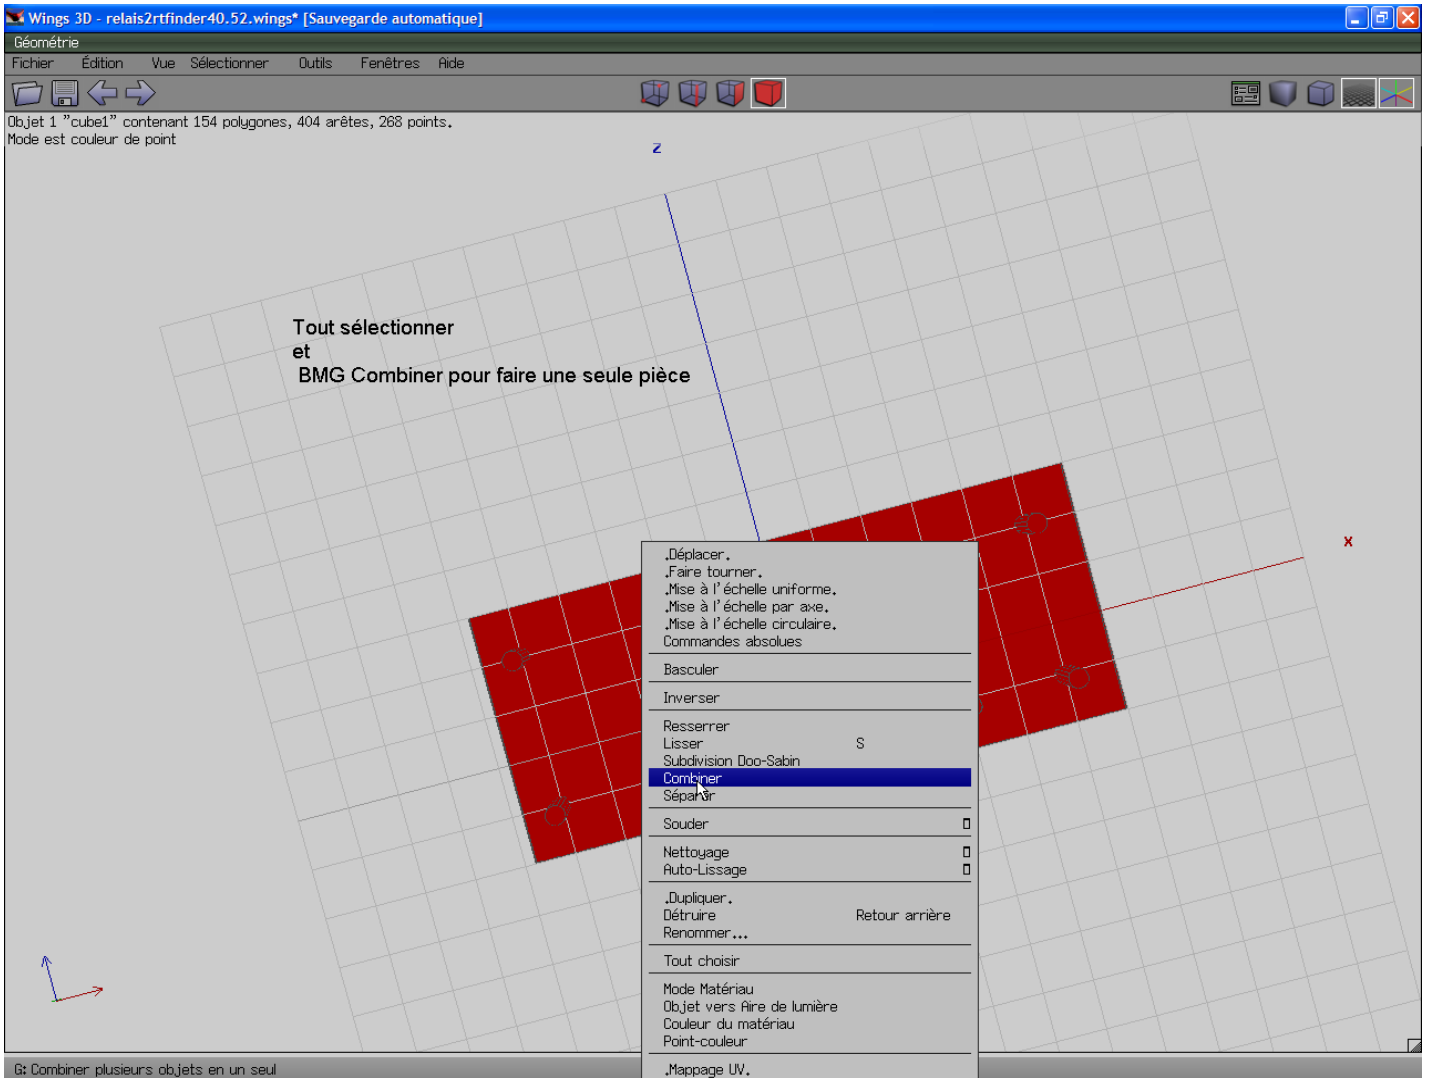 Wings 3D - relais2rtfinder40.52.wings* [Sauvegarde automatique]
Géométrie
Fichier Édition Vue Sélectionner Outils Fenêtres Aide
Objet 1 "cube1" contenant 154 polygones, 404 arêtes, 268 points.
Mode est couleur de point
Z
Tout sélectionner
et
BMG Combiner pour faire une seule pièce
X
.Déplacer.
.Faire tourner.
.Mise à l'échelle uniforme.
.Mise à l'échelle par axe.
.Mise à l'échelle circulaire.
Commandes absolues
Basculer
Inverser
Resserrer
Lisser S
Subdivision Doo-Sabin
Combiner
Séparer
Souder
Nettoyage
Auto-Lissage
.Dupliquer.
Détruire Retour arrière
Renommer...
Tout choisir
Mode Matériau
Objet vers Aire de lumière
Couleur du matériau
Point-couleur
.Mappage UV.
G: Combiner plusieurs objets en un seul